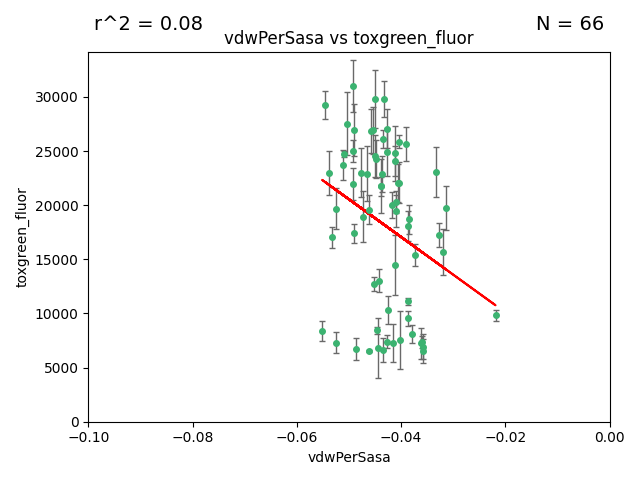 r^2 = 0.08
N = 66
vdwPerSasa vs toxgreen_fluor
toxgreen_fluor
30000
25000
20000
15000
10000
5000
0
−0.10
−0.08
−0.06
−0.04
−0.02
0.00
vdwPerSasa